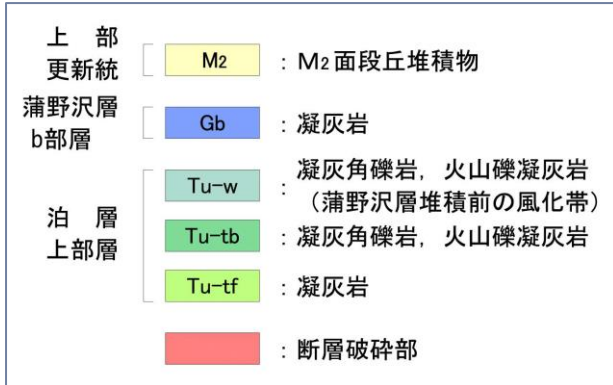 上 部
更新統
M2 : M2面段丘堆積物
蒲野沢層
b部層
Gb : 凝灰岩
Tu-w : 凝灰角礫岩, 火山礫凝灰岩
(蒲野沢層堆積前の風化帯)
泊 層
上部層
Tu-tb : 凝灰角礫岩, 火山礫凝灰岩
Tu-tf : 凝灰岩
: 断層破砕部